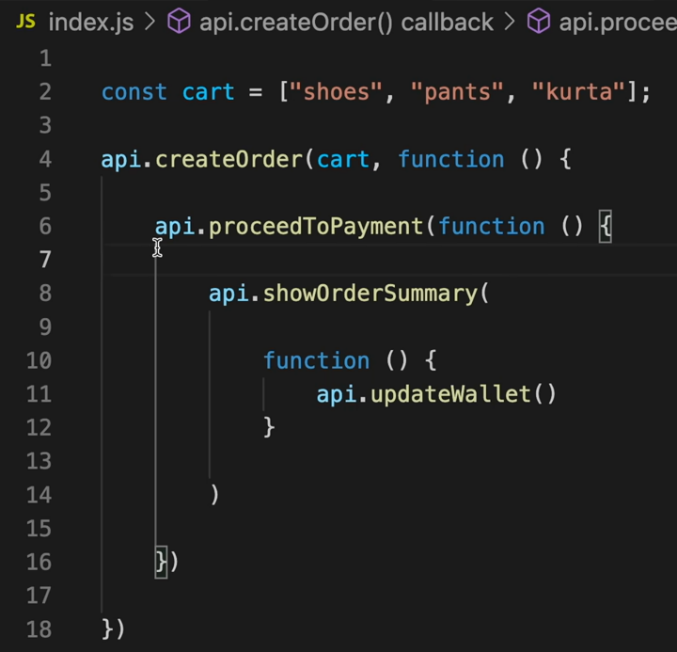 JS index.js > api.createOrder() callback > api.procee
1
2 const cart = ["shoes", "pants", "kurta"];
3
4 api.createOrder(cart, function () {
5
6 api.proceedToPayment(function () {
7
8 api.showOrderSummary(
9
10 function () {
11 api.updateWallet()
12 }
13
14 )
15
16 })
17
18 })